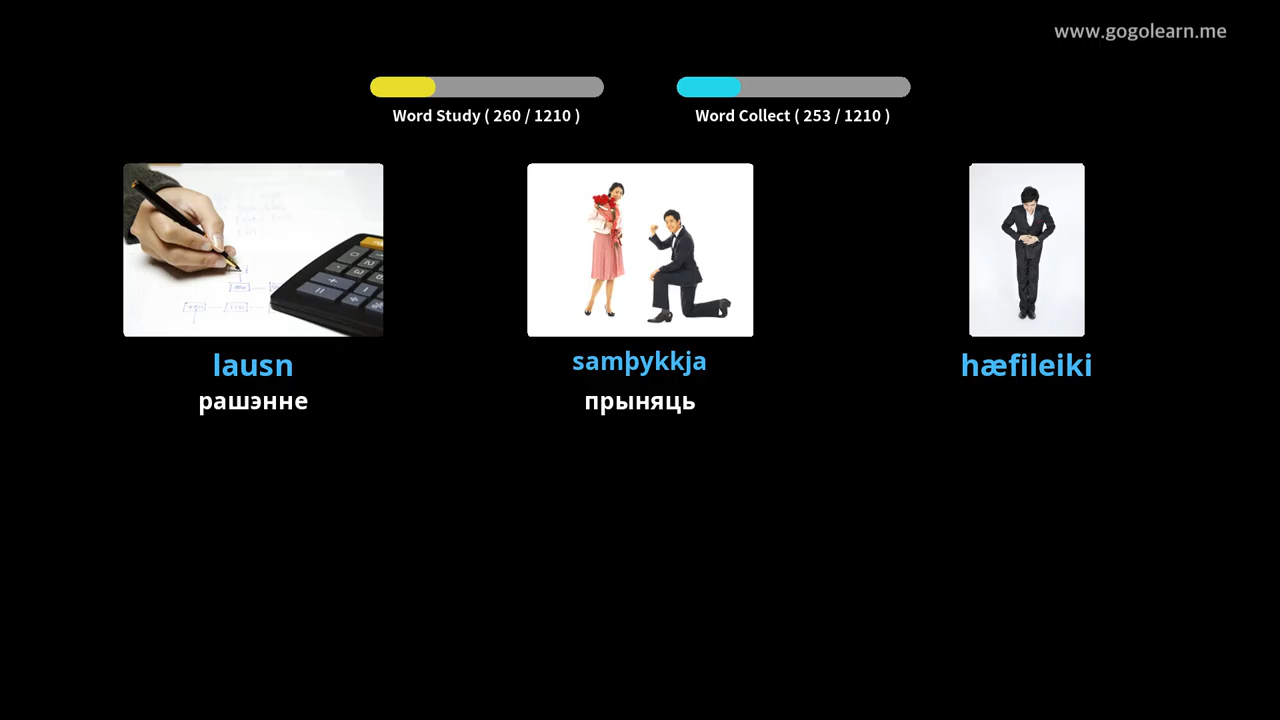 www.gogolearn.me
Word Study ( 260 / 1210 )
Word Collect ( 253 / 1210 )
lausn
samþykkja
hæfileiki
рашэнне
прыняць